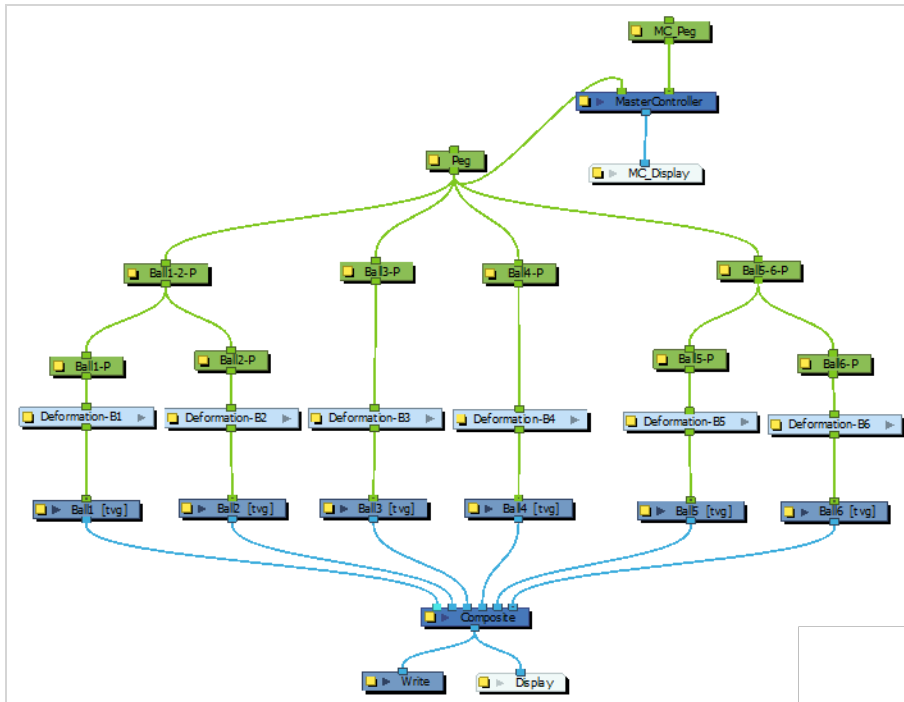 MC_Peg
MasterController
Peg
MC_Display
Ball1-2-P
Ball3-P
Ball4-P
Ball5-6-P
Ball1-P
Ball2-P
Ball5-P
Ball6-P
Deformation-B1
Deformation-B2
Deformation-B3
Deformation-B4
Deformation-B5
Deformation-B6
Ball1 [tvg]
Ball2 [tvg]
Ball3 [tvg]
Ball4 [tvg]
Ball5 [tvg]
Ball6 [tvg]
Composite
Write
Display